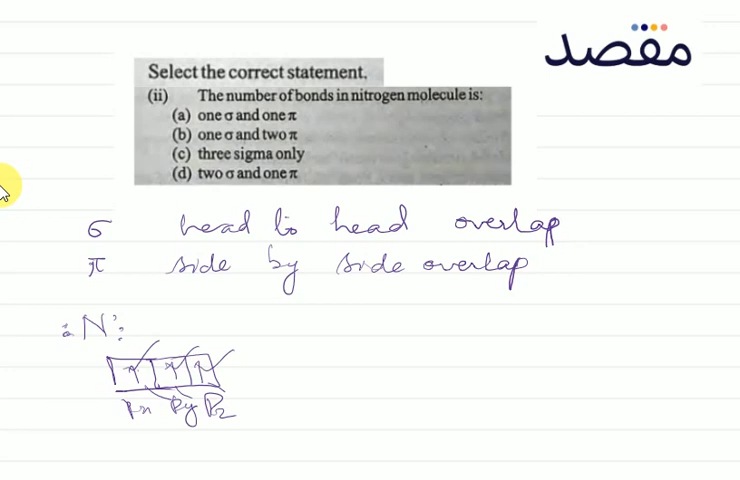 مقصد
Select the correct statement.
(ii) The number of bonds in nitrogen molecule is:
(a) one σ and one π
(b) one σ and two π
(c) three sigma only
(d) two σ and one π
σ head to head overlap
π side by side overlap
N
Px Py Pz